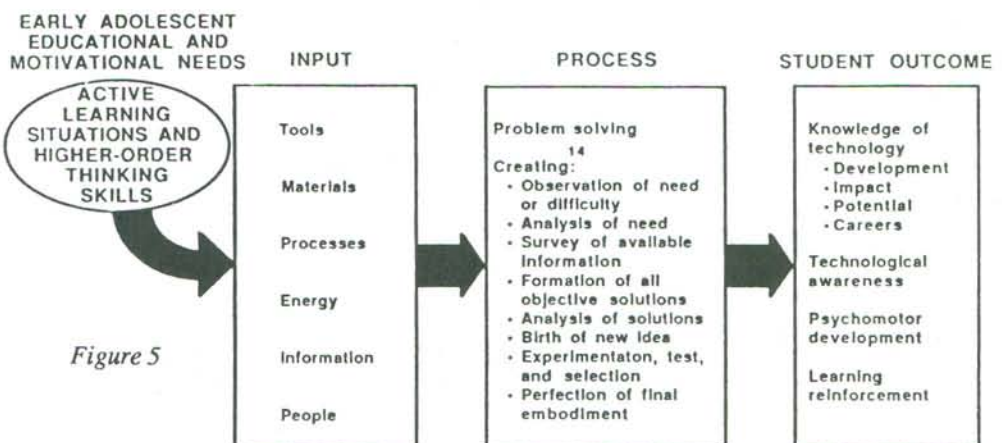 EARLY ADOLESCENT
EDUCATIONAL AND
MOTIVATIONAL NEEDS
ACTIVE
LEARNING
SITUATIONS AND
HIGHER-ORDER
THINKING
SKILLS
Figure 5
INPUT
Tools
Materials
Processes
Energy
Information
People
PROCESS
Problem solving
14
Creating:
• Observation of need
or difficulty
• Analysis of need
• Survey of available
information
• Formation of all
objective solutions
• Analysis of solutions
• Birth of new idea
• Experimentaton, test,
and selection
• Perfection of final
embodiment
STUDENT OUTCOME
Knowledge of
technology
• Development
• Impact
• Potential
• Careers
Technological
awareness
Psychomotor
development
Learning
reinforcement